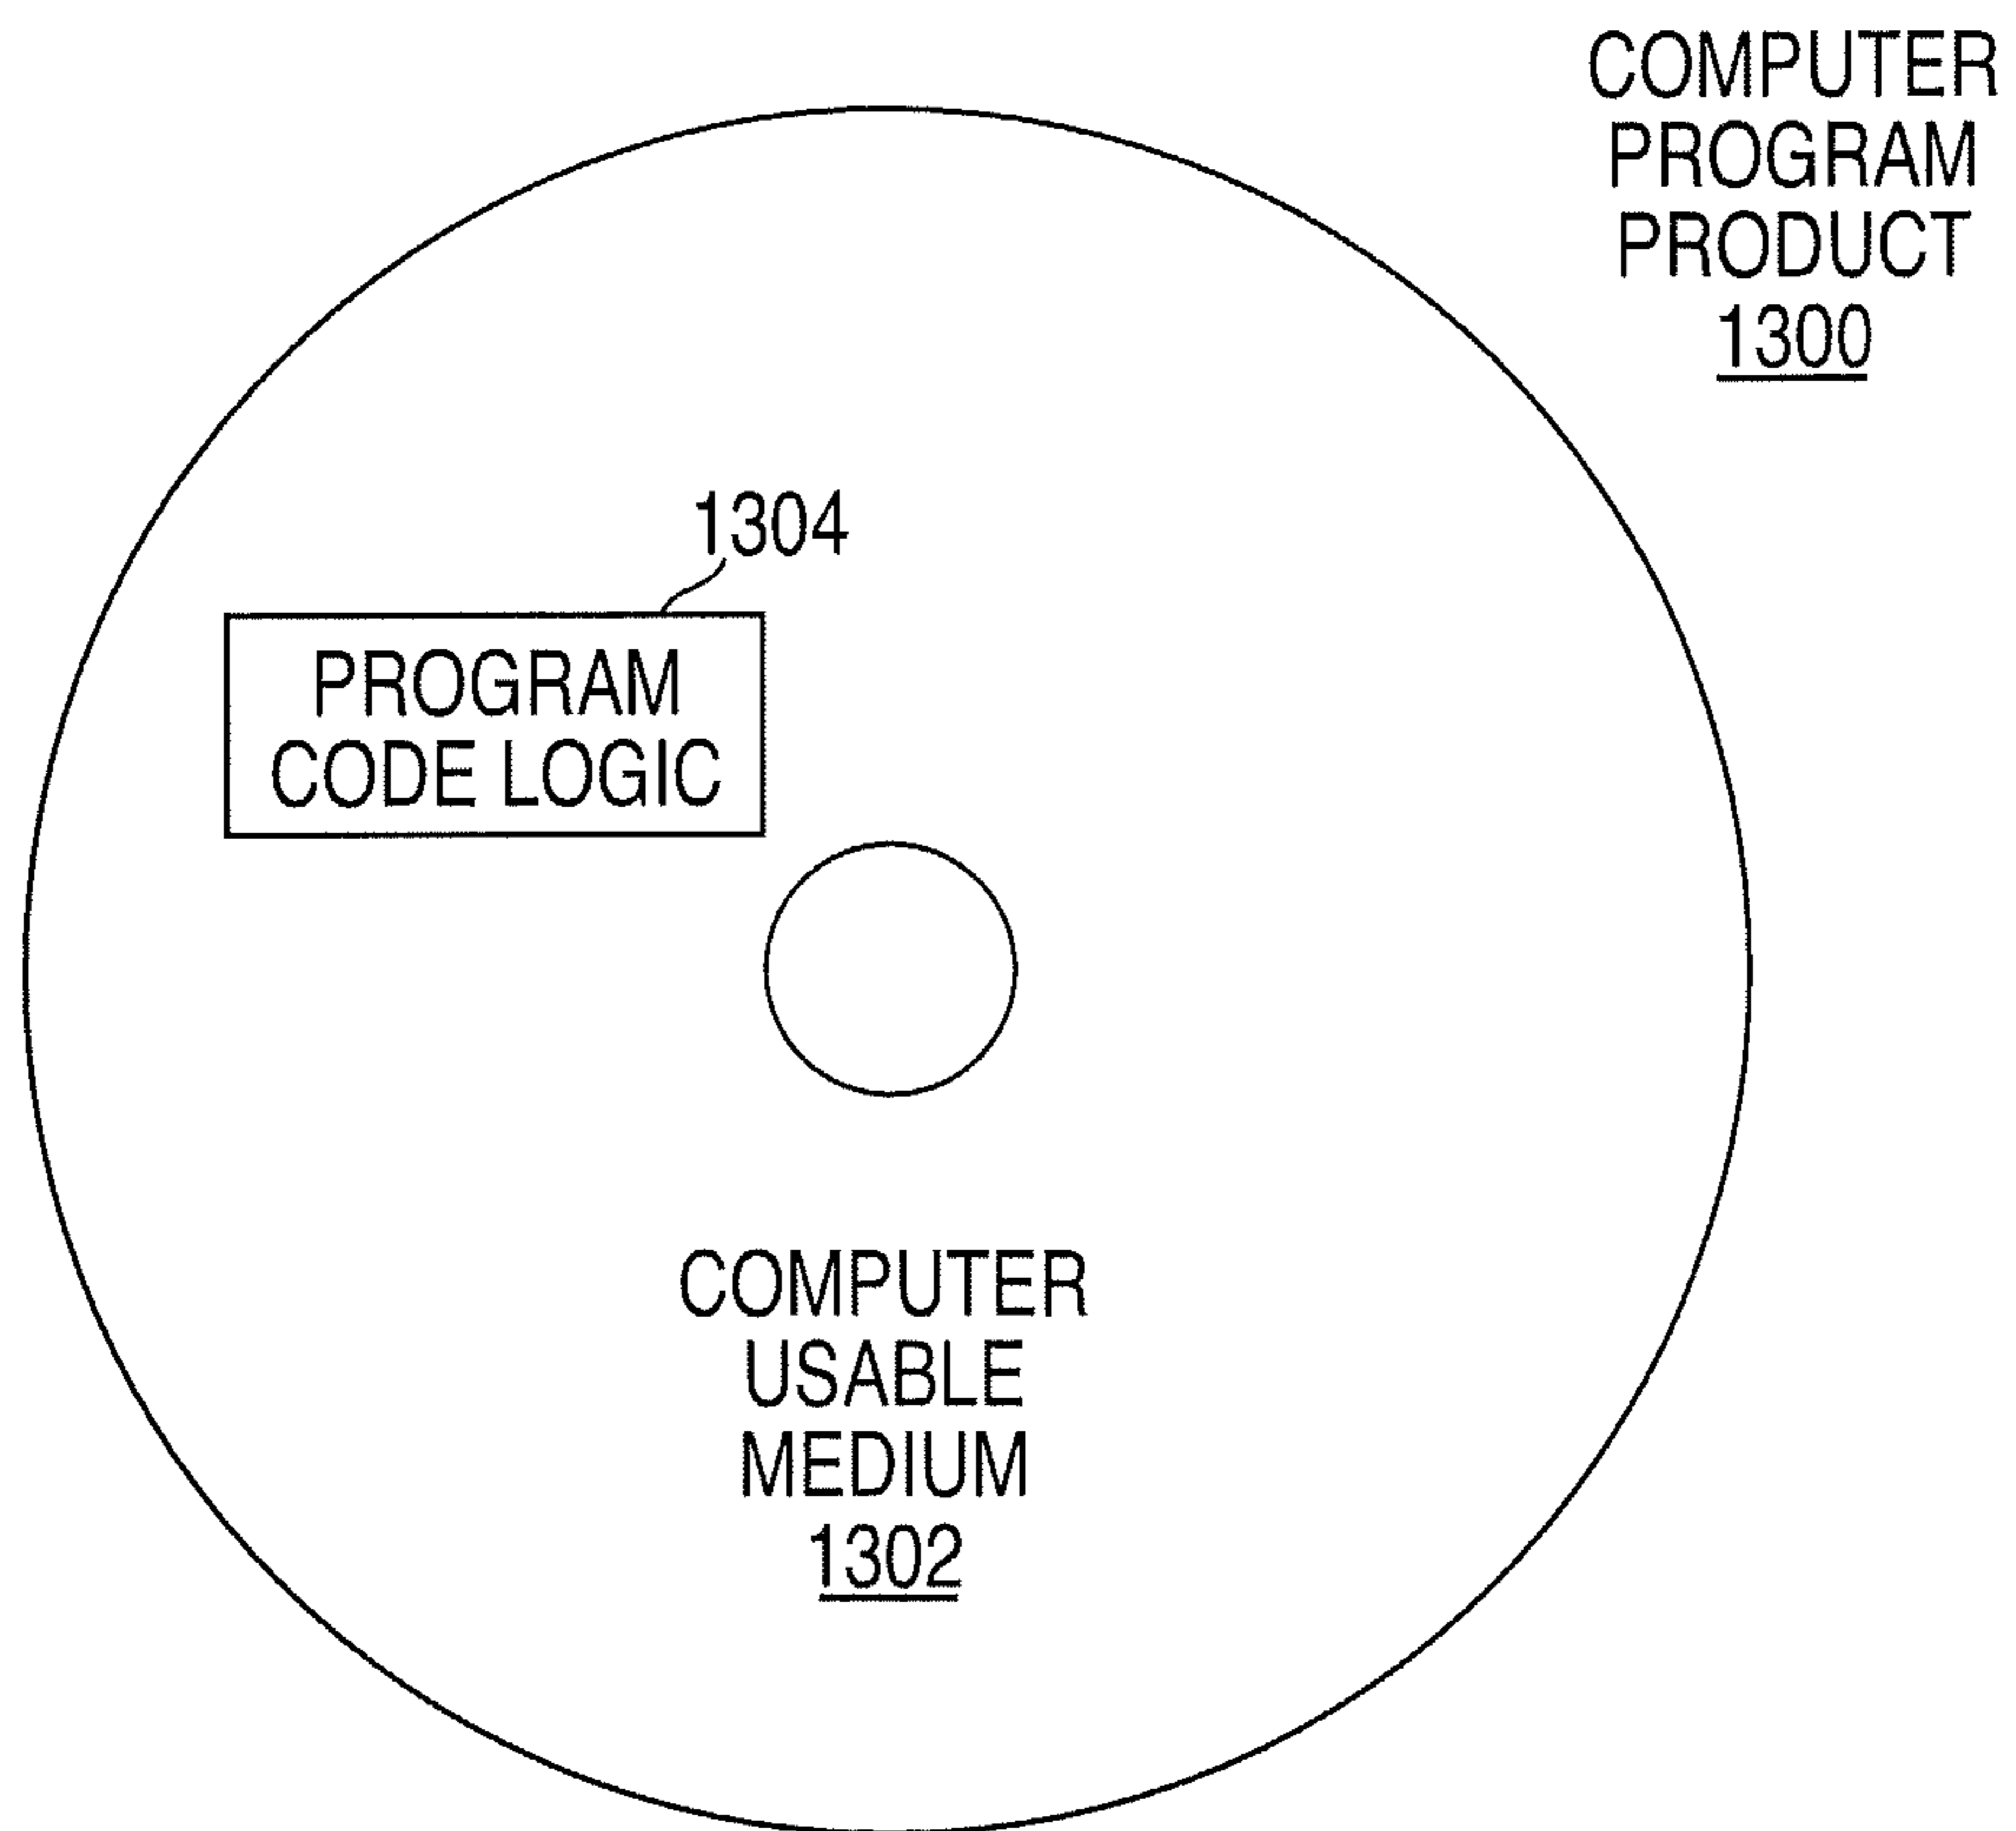 COMPUTER
PROGRAM
PRODUCT
1300
1304
PROGRAM
CODE LOGIC
COMPUTER
USABLE
MEDIUM
1302